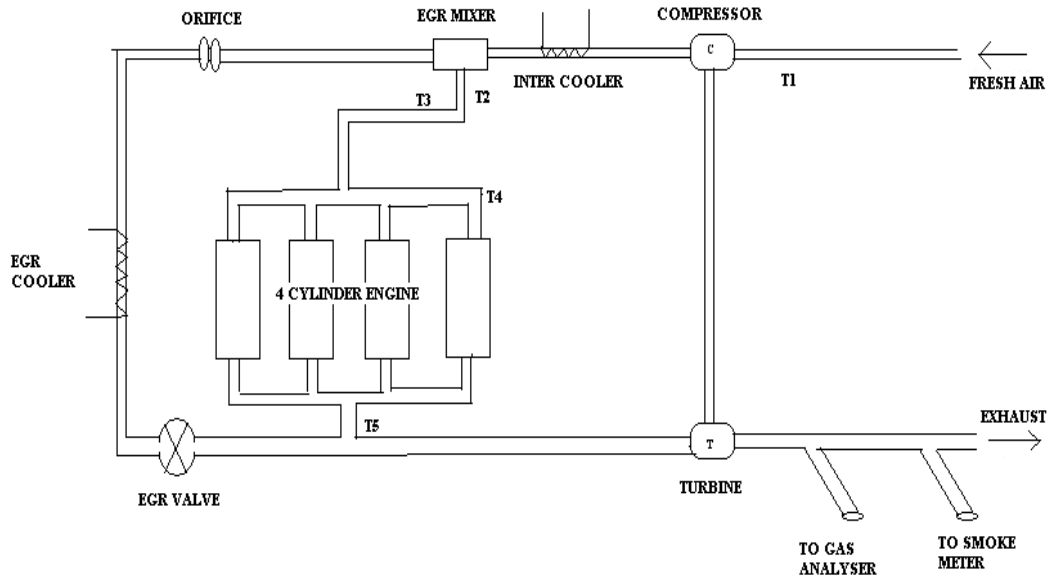 ORIFICE
EGR MIXER
COMPRESSOR
C
INTER COOLER
T1
FRESH AIR
T3
T2
T4
EGR
COOLER
4 CYLINDER ENGINE
T5
EXHAUST
T
EGR VALVE
TURBINE
TO GAS
ANALYSER
TO SMOKE
METER